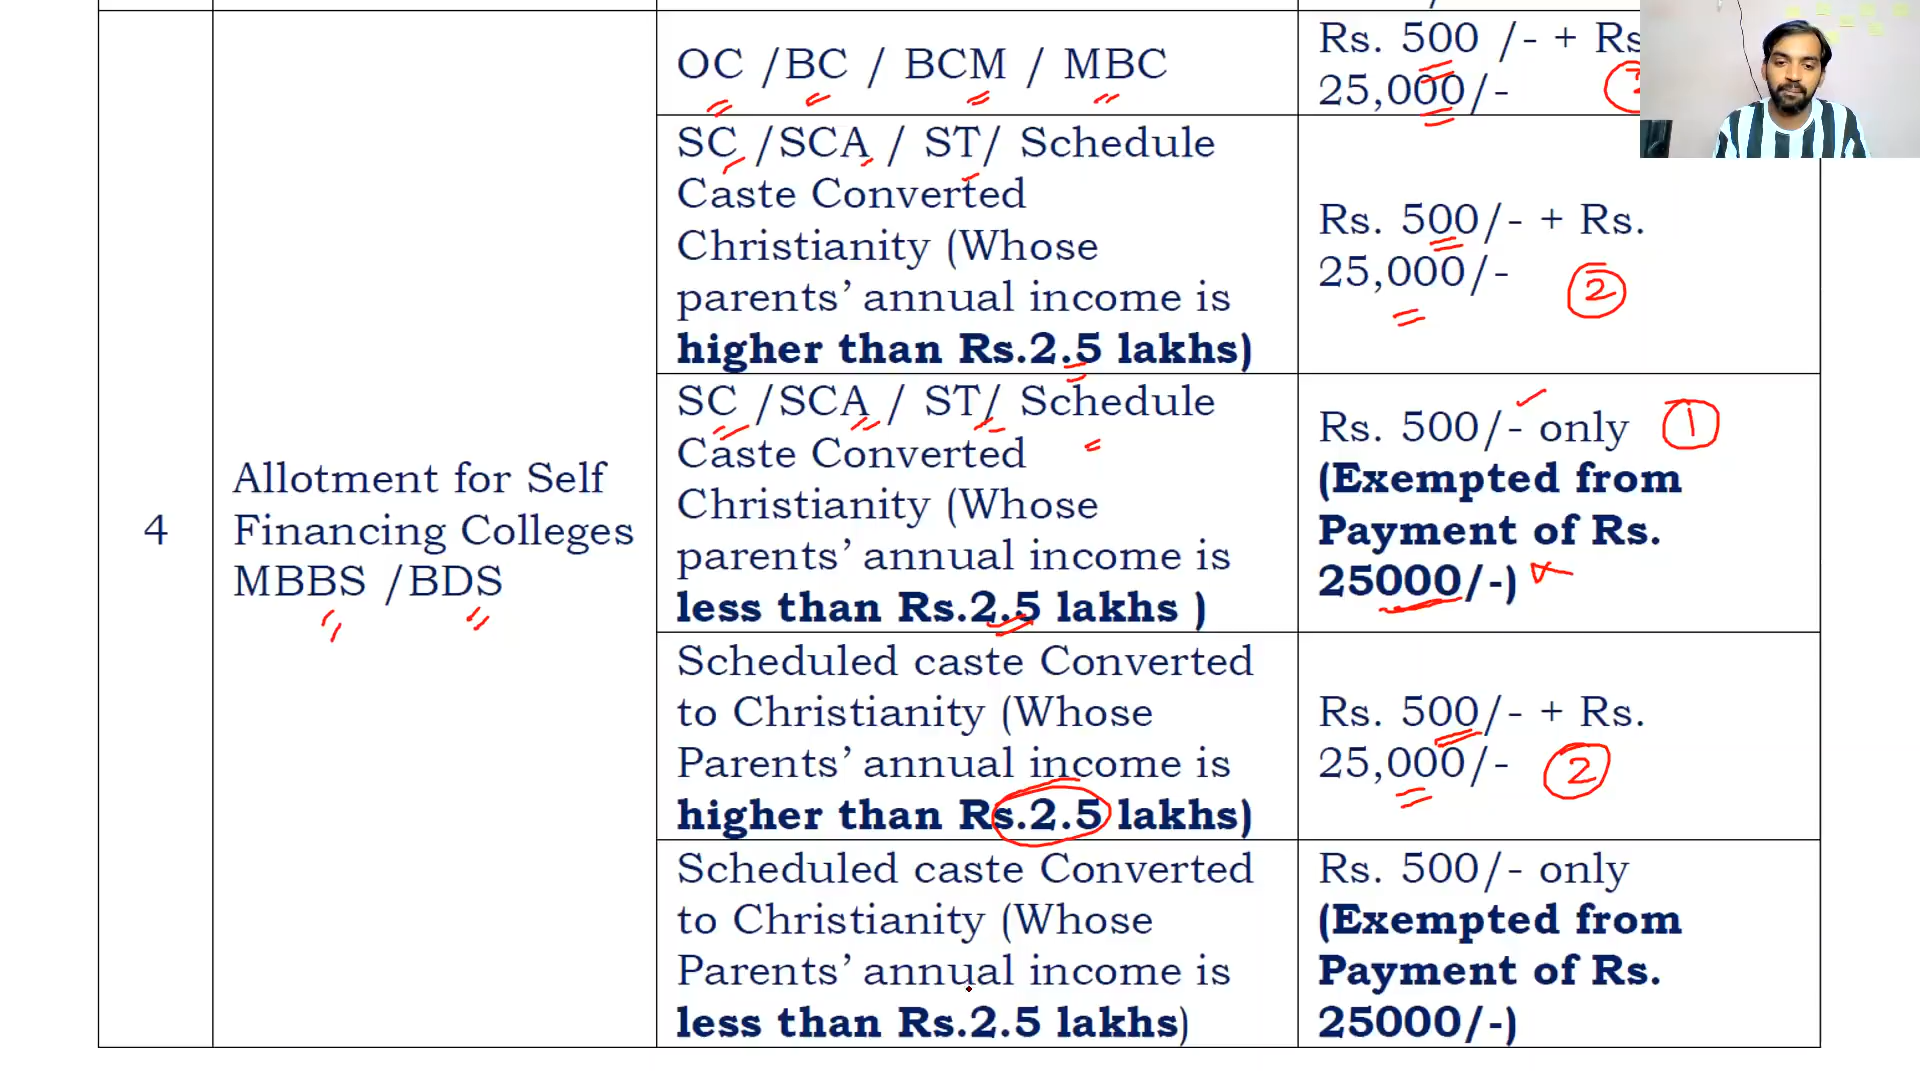 OC /BC / BCM / MBC
Rs. 500 /- + Rs
25,000/-
SC /SCA / ST/ Schedule
Caste Converted
Christianity (Whose
parents’ annual income is
higher than Rs.2.5 lakhs)
Rs. 500/- + Rs.
25,000/-
2
4
Allotment for Self
Financing Colleges
MBBS /BDS
SC /SCA / ST/ Schedule
Caste Converted
Christianity (Whose
parents’ annual income is
less than Rs.2.5 lakhs )
Rs. 500/- only
1
(Exempted from
Payment of Rs.
25000/-)
Scheduled caste Converted
to Christianity (Whose
Parents’ annual income is
higher than Rs.2.5 lakhs)
Rs. 500/- + Rs.
25,000/-
2
Scheduled caste Converted
to Christianity (Whose
Parents’ annual income is
less than Rs.2.5 lakhs)
Rs. 500/- only
(Exempted from
Payment of Rs.
25000/-)